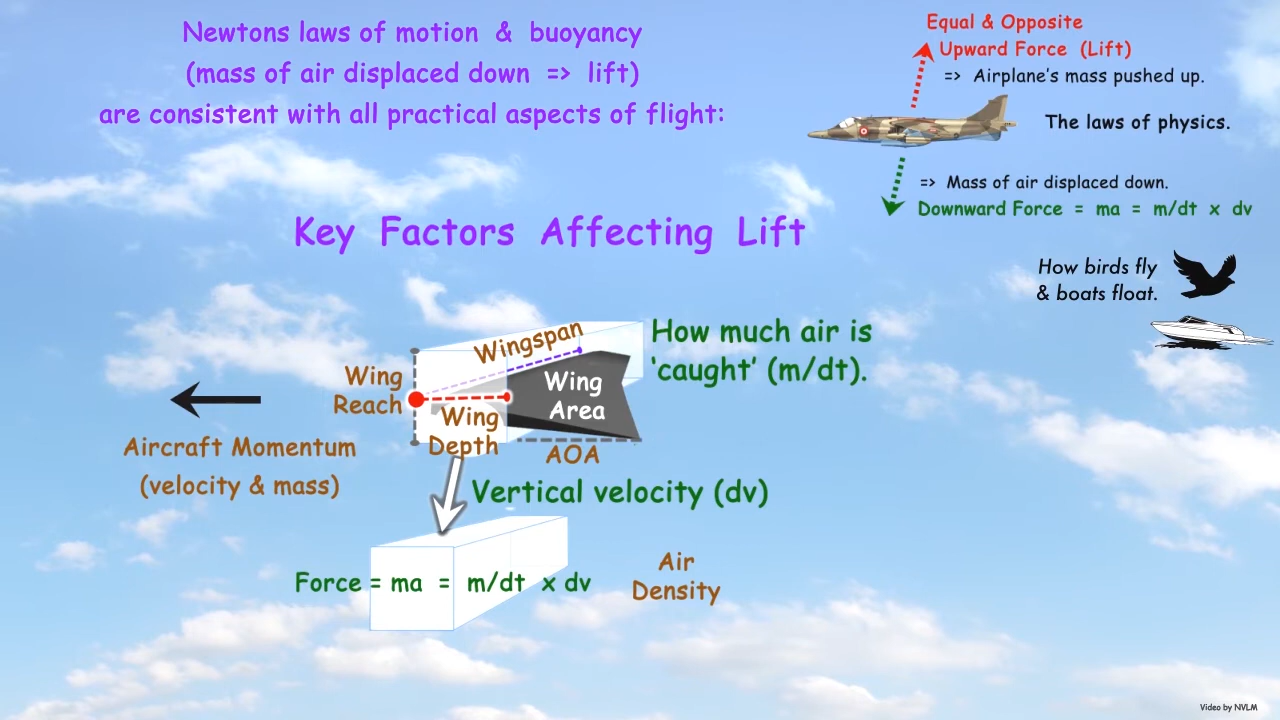 Newtons laws of motion & buoyancy
(mass of air displaced down => lift)
are consistent with all practical aspects of flight:
Equal & Opposite
Upward Force (Lift)
=> Airplane's mass pushed up.
The laws of physics.
=> Mass of air displaced down.
Downward Force = ma = m/dt x dv
How birds fly
& boats float.
Key Factors Affecting Lift
Wingspan
How much air is
'caught' (m/dt).
Wing
Reach
Wing
Area
Wing
Depth
AOA
Aircraft Momentum
(velocity & mass)
Vertical velocity (dv)
Force = ma = m/dt x dv
Air
Density
Video by NVLM